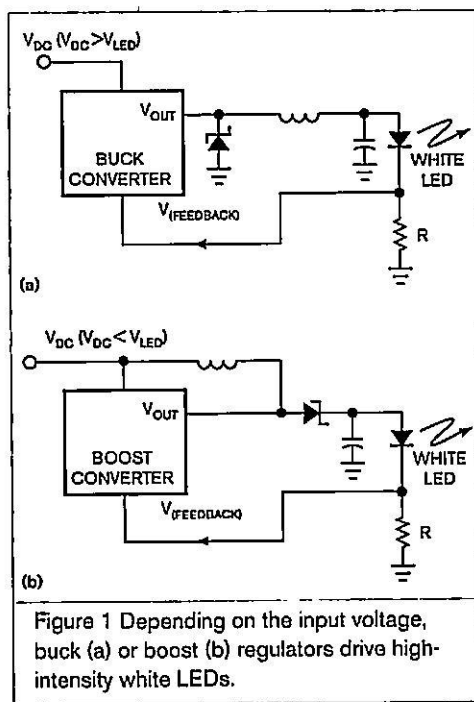 V_DC (V_DC>V_LED)
V_OUT
BUCK
CONVERTER
WHITE
LED
V_(FEEDBACK)
R
(a)
V_DC (V_DC<V_LED)
V_OUT
BOOST
CONVERTER
WHITE
LED
V_(FEEDBACK)
R
(b)
Figure 1 Depending on the input voltage,
buck (a) or boost (b) regulators drive high-
intensity white LEDs.